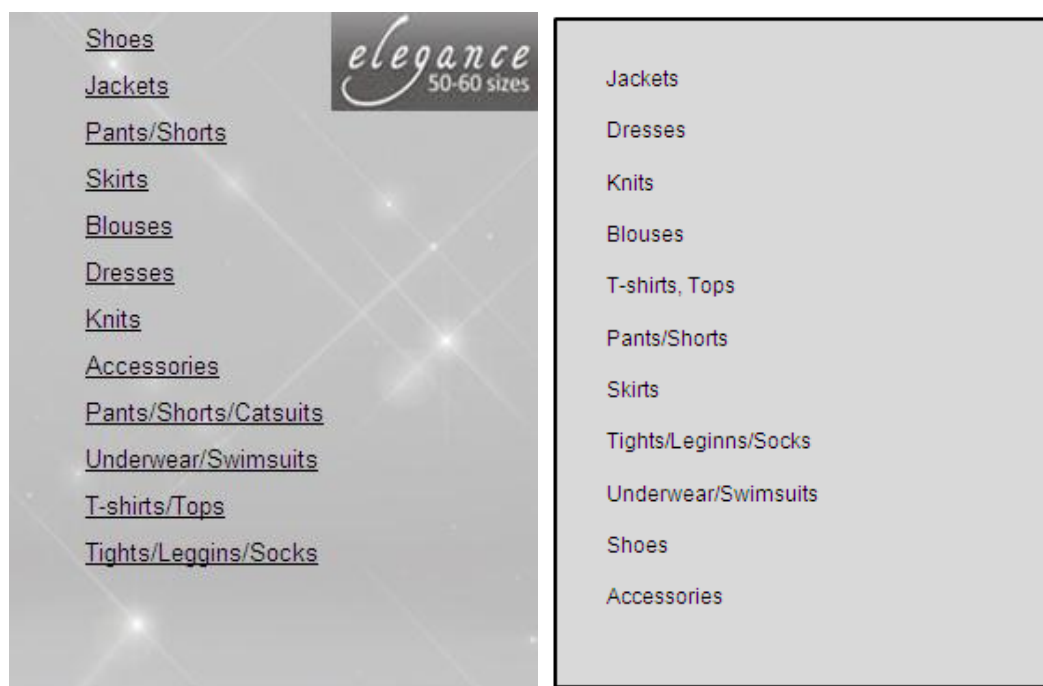 Shoes
Jackets
Pants/Shorts
Skirts
Blouses
Dresses
Knits
Accessories
Pants/Shorts/Catsuits
Underwear/Swimsuits
T-shirts/Tops
Tights/Leggins/Socks
elegance
50-60 sizes
Jackets
Dresses
Knits
Blouses
T-shirts, Tops
Pants/Shorts
Skirts
Tights/Leginns/Socks
Underwear/Swimsuits
Shoes
Accessories